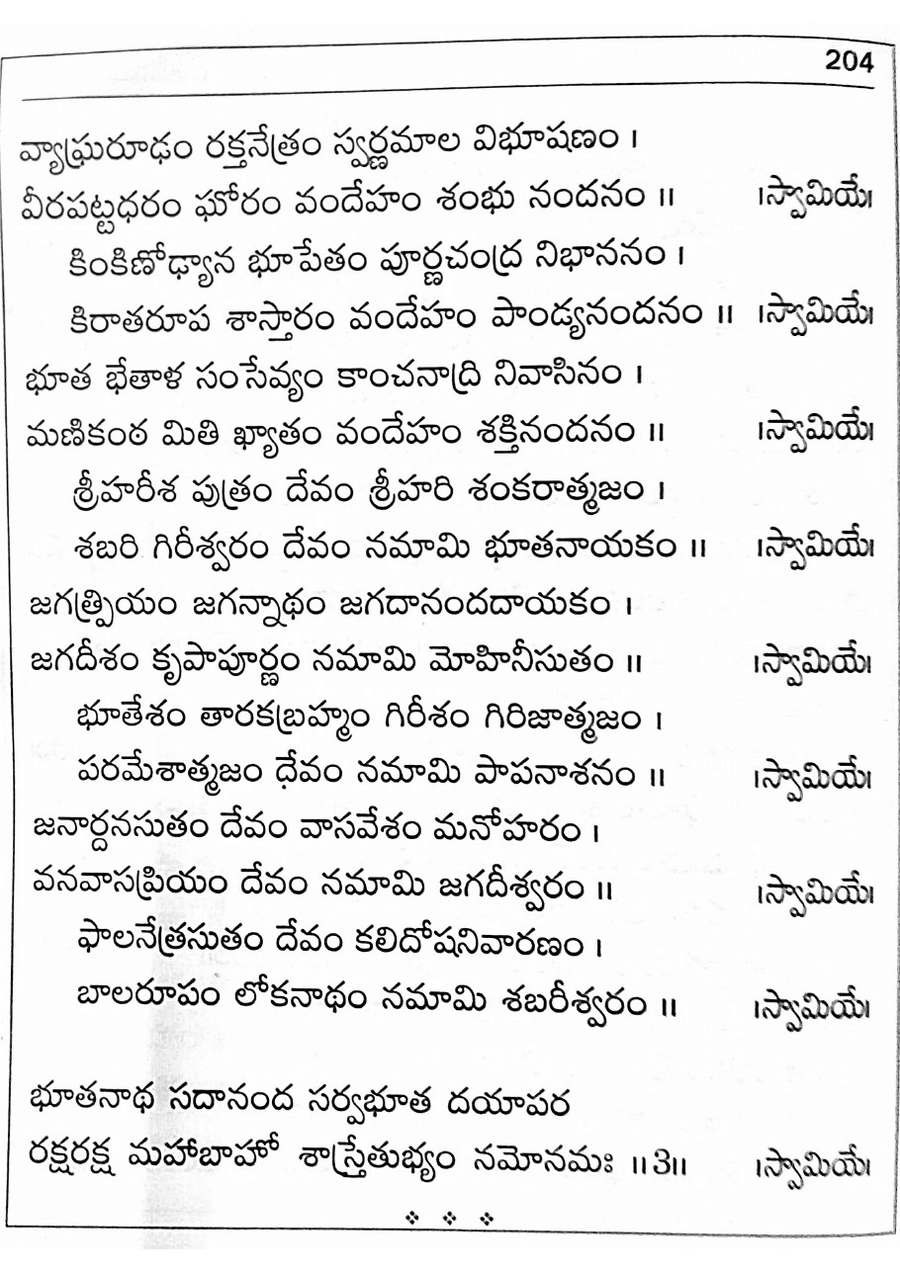 204
వ్యాఘ్రరూఢం రక్తనేత్రం స్వర్ణమాల విభూషణం ।
వీరపట్టధరం ఘోరం వందేహం శంభు నందనం ॥ ।స్వామియే।
కింకిణోఢ్యాన భూపేతం పూర్ణచంద్ర నిభాననం ।
కిరాతరూప శాస్తారం వందేహం పాండ్యనందనం ॥ ।స్వామియే।
భూత భేతాళ సంసేవ్యం కాంచనాద్రి నివాసినం ।
మణికంఠ మితి ఖ్యాతం వందేహం శక్తినందనం ॥ ।స్వామియే।
శ్రీహరీశ పుత్రం దేవం శ్రీహరి శంకరాత్మజం ।
శబరి గిరీశ్వరం దేవం నమామి భూతనాయకం ॥ ।స్వామియే।
జగత్ప్రియం జగన్నాథం జగదానందదాయకం ।
జగదీశం కృపాపూర్ణం నమామి మోహినీసుతం ॥ ।స్వామియే।
భూతేశం తారకబ్రహ్మం గిరీశం గిరిజాత్మజం ।
పరమేశాత్మజం ధేవం నమామి పాపనాశనం ॥ ।స్వామియే।
జనార్దనసుతం దేవం వాసవేశం మనోహరం ।
వనవాసప్రియం దేవం నమామి జగదీశ్వరం ॥ ।స్వామియే।
ఫాలనేత్రసుతం దేవం కలిదోషనివారణం ।
బాలరూపం లోకనాథం నమామి శబరీశ్వరం ॥ ।స్వామియే।
భూతనాథ సదానంద సర్వభూత దయాపర
రక్షరక్ష మహాబాహో శాస్త్రేతుభ్యం నమోనమః ॥3॥ ।స్వామియే।